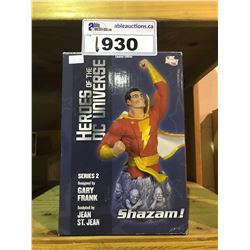 ableauctions.ca
1930
HEROES OF THE
DC UNIVERSE
SERIES 2
Designed by
GARY
FRANK
Sculpted by
JEAN
ST. JEAN
Shazam!